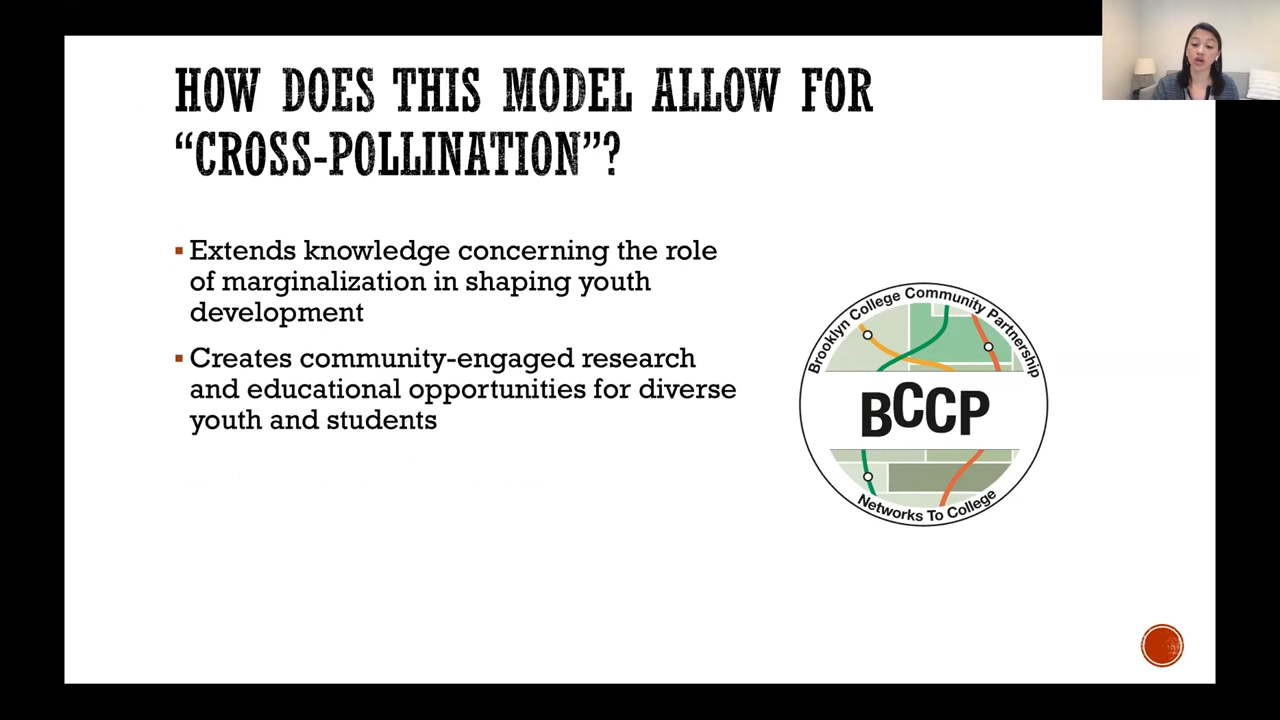 HOW DOES THIS MODEL ALLOW FOR
“CROSS-POLLINATION”?
Extends knowledge concerning the role
of marginalization in shaping youth
development
Creates community-engaged research
and educational opportunities for diverse
youth and students
Brooklyn College Community Partnership
BCCP
Networks To College